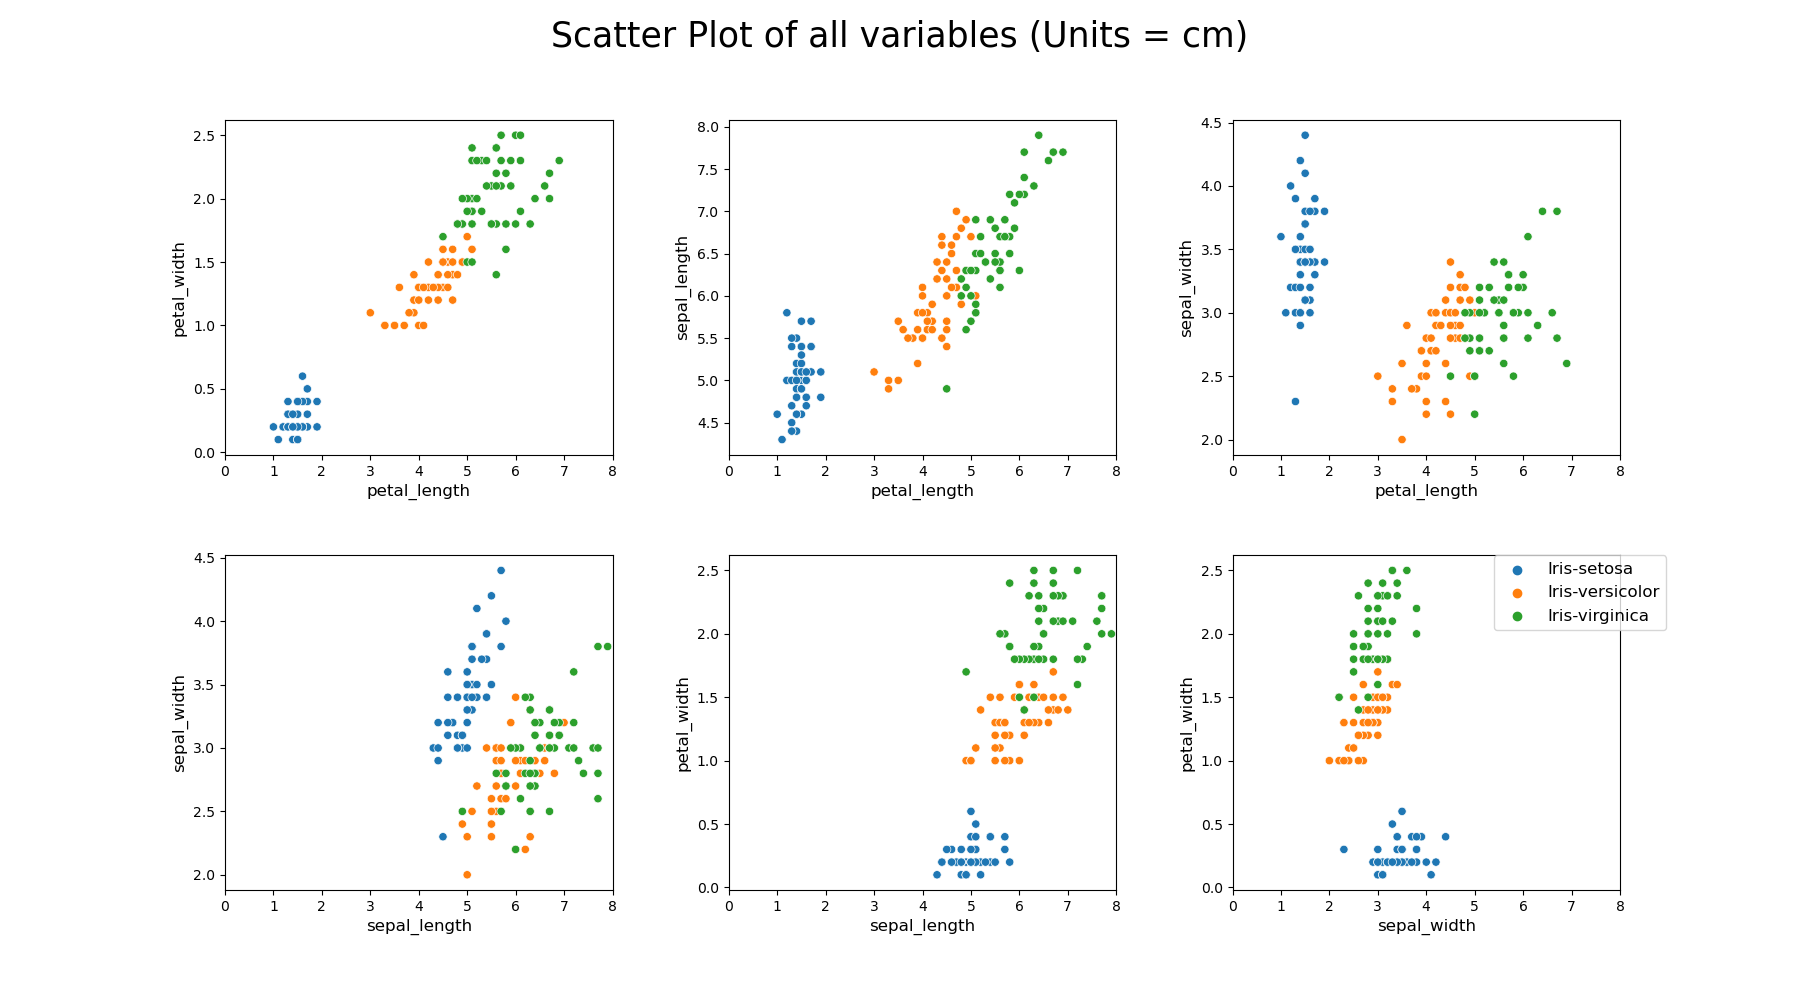 Scatter Plot of all variables (Units = cm)
petal_width
2.5
2.0
1.5
1.0
0.5
0.0
0 1 2 3 4 5 6 7 8
petal_length
sepal_length
8.0
7.5
7.0
6.5
6.0
5.5
5.0
4.5
0 1 2 3 4 5 6 7 8
petal_length
sepal_width
4.5
4.0
3.5
3.0
2.5
2.0
0 1 2 3 4 5 6 7 8
petal_length
sepal_width
4.5
4.0
3.5
3.0
2.5
2.0
0 1 2 3 4 5 6 7 8
sepal_length
petal_width
2.5
2.0
1.5
1.0
0.5
0.0
0 1 2 3 4 5 6 7 8
sepal_length
petal_width
2.5
2.0
1.5
1.0
0.5
0.0
0 1 2 3 4 5 6 7 8
sepal_width
Iris-setosa
Iris-versicolor
Iris-virginica